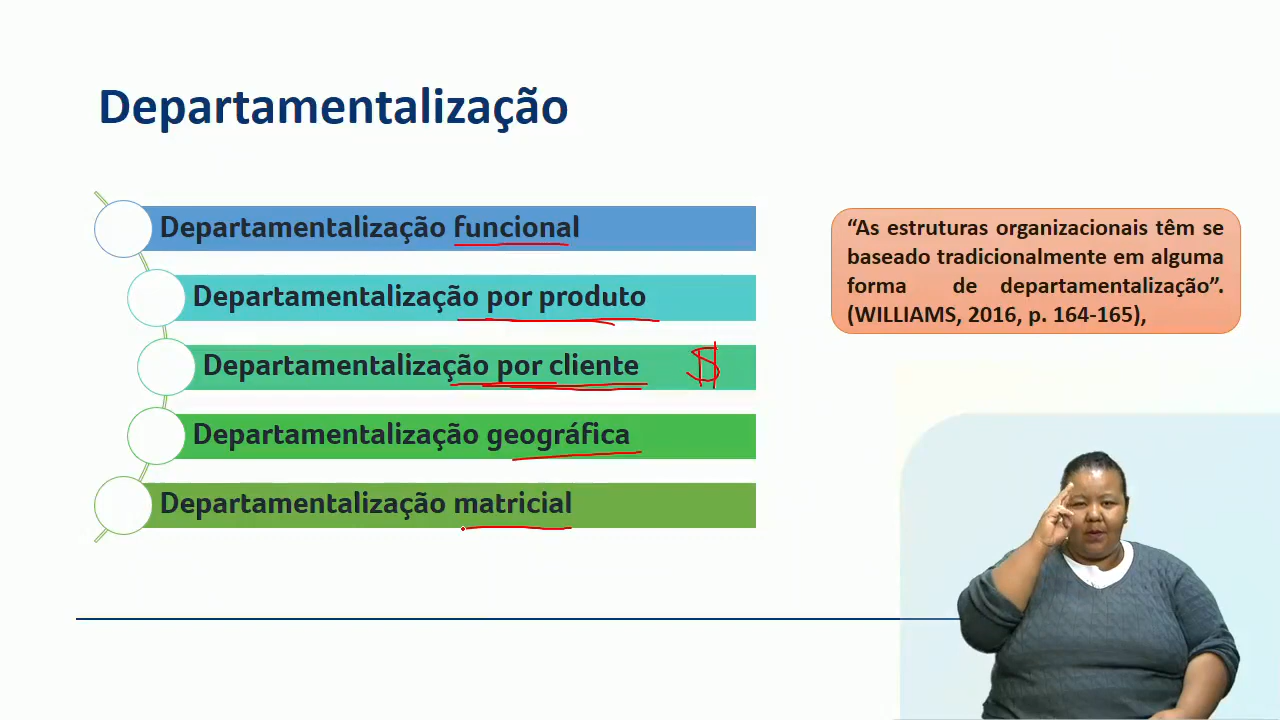 Departamentalização
Departamentalização funcional
Departamentalização por produto
Departamentalização por cliente $
Departamentalização geográfica
Departamentalização matricial
“As estruturas organizacionais têm se
baseado tradicionalmente em alguma
forma de departamentalização”.
(WILLIAMS, 2016, p. 164-165),